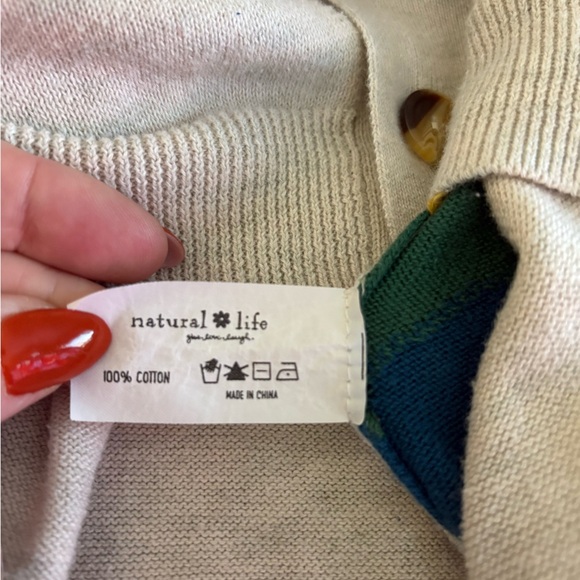 natural life
give. love. laugh.
100% COTTON
MADE IN CHINA